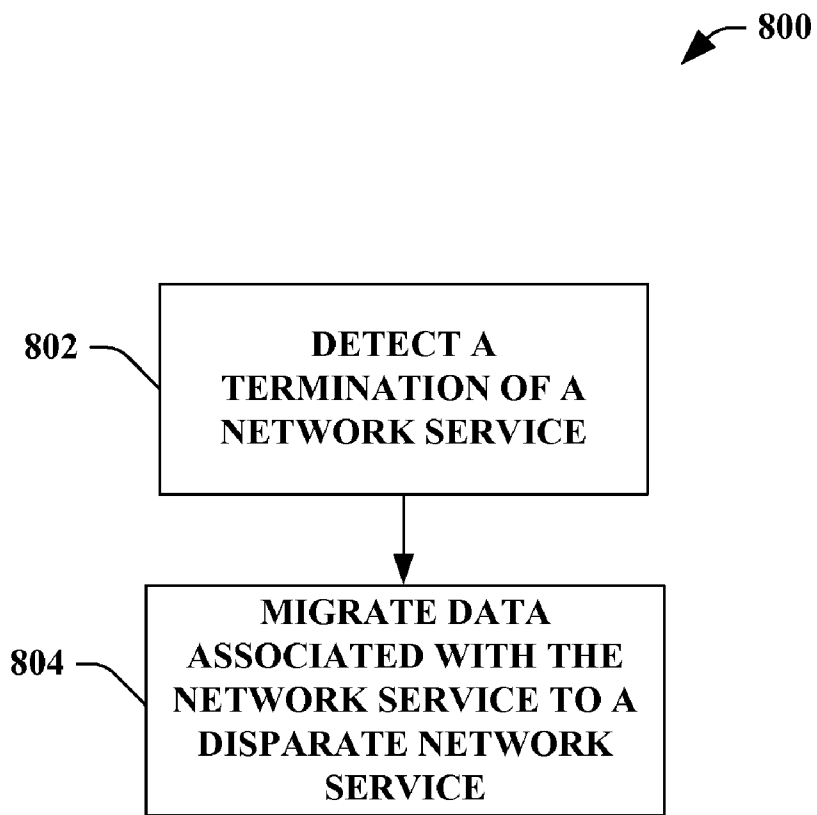 800
802
DETECT A
TERMINATION OF A
NETWORK SERVICE
804
MIGRATE DATA
ASSOCIATED WITH THE
NETWORK SERVICE TO A
DISPARATE NETWORK
SERVICE